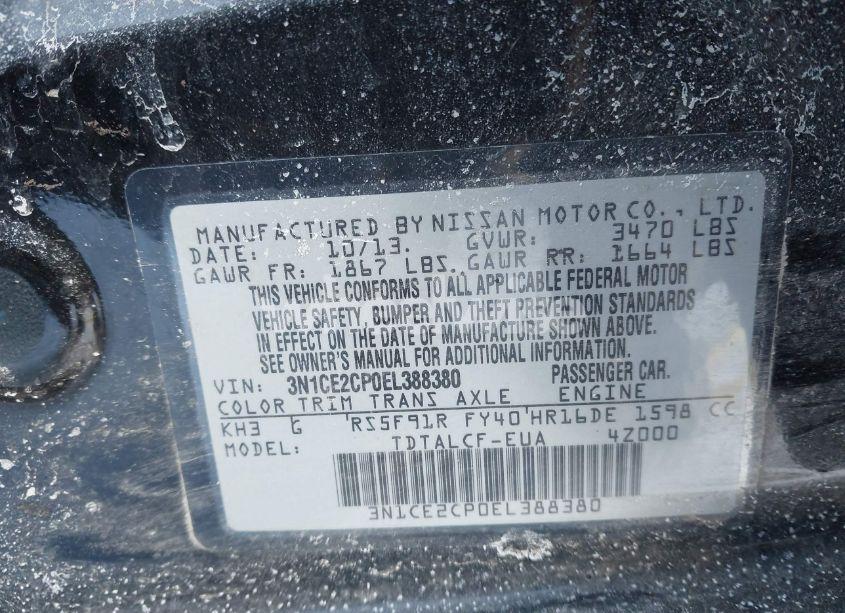 MANUFACTURED BY NISSAN MOTOR CO., LTD.
DATE: 10/13. GVWR: 3470 LBS
GAWR FR: 1867 LBS. GAWR RR: 1664 LBS
THIS VEHICLE CONFORMS TO ALL APPLICABLE FEDERAL MOTOR
VEHICLE SAFETY, BUMPER AND THEFT PREVENTION STANDARDS
IN EFFECT ON THE DATE OF MANUFACTURE SHOWN ABOVE.
SEE OWNER'S MANUAL FOR ADDITIONAL INFORMATION.
VIN: 3N1CE2CP0EL388380 PASSENGER CAR.
COLOR TRIM TRANS AXLE ENGINE
KH3 G RS5F91R FY40 HR16DE 1598 CC
MODEL: TDTALCF-EUA 4Z000
3N1CE2CP0EL388380